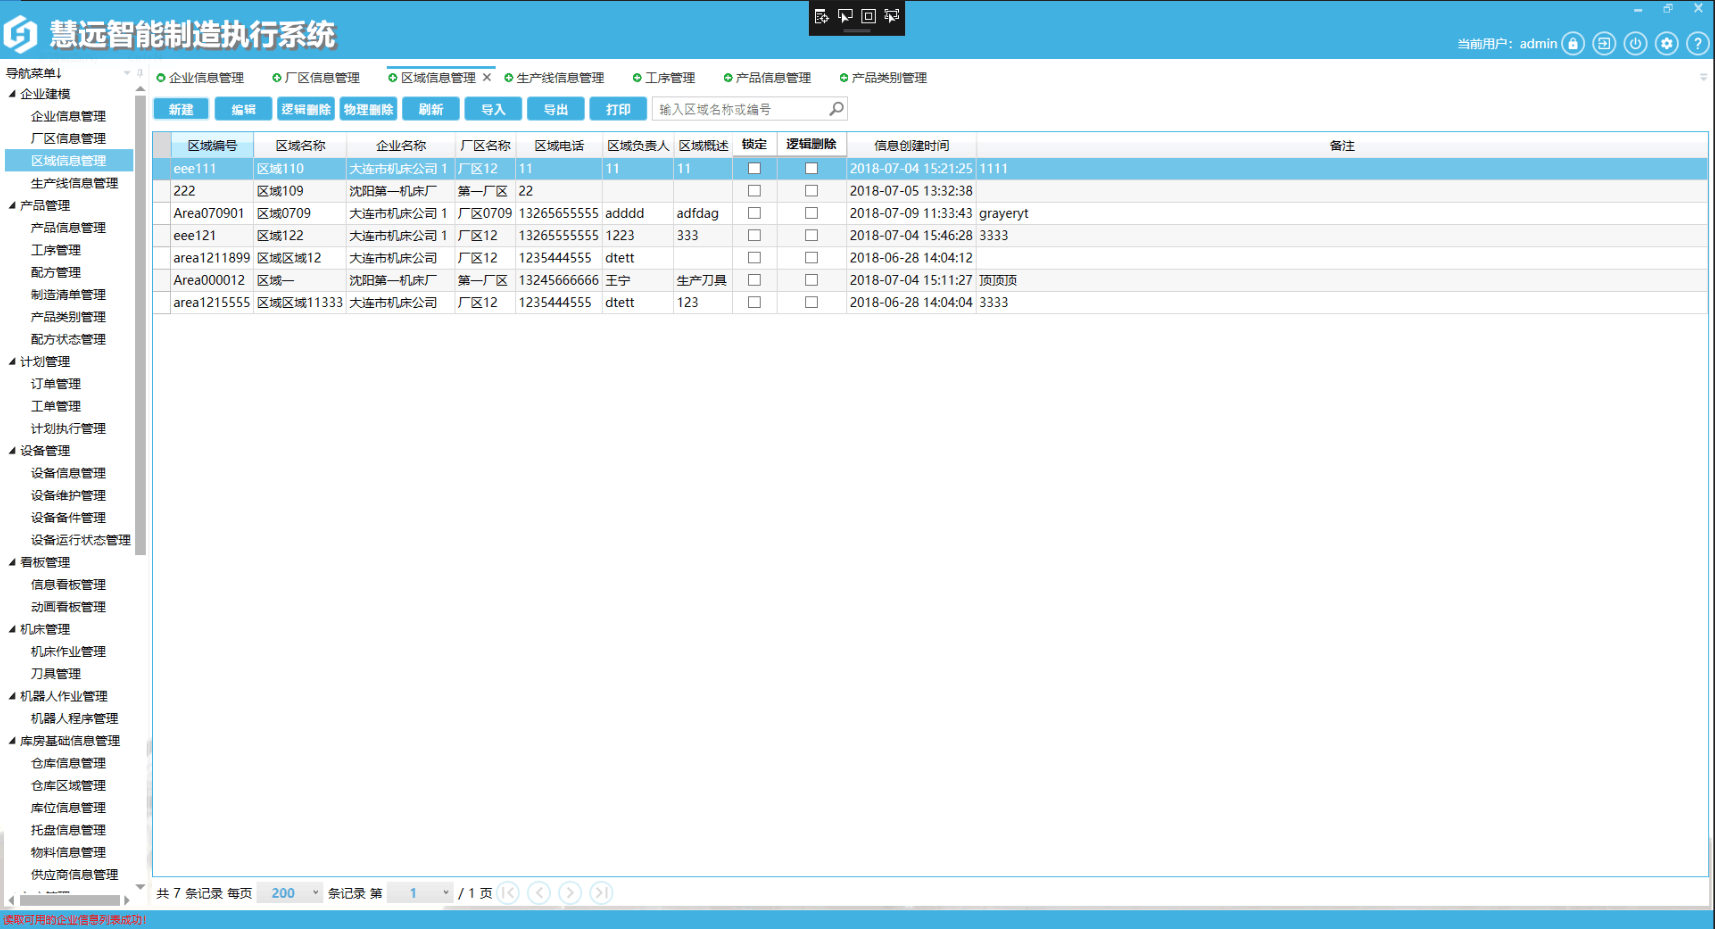 慧远智能制造执行系统
当前用户: admin
导航菜单↓
企业建模
企业信息管理
厂区信息管理
区域信息管理
生产线信息管理
产品管理
产品信息管理
工序管理
配方管理
制造清单管理
产品类别管理
配方状态管理
计划管理
订单管理
工单管理
计划执行管理
设备管理
设备信息管理
设备维护管理
设备备件管理
设备运行状态管理
看板管理
信息看板管理
动画看板管理
机床管理
机床作业管理
刀具管理
机器人作业管理
机器人程序管理
库房基础信息管理
仓库信息管理
仓库区域管理
库位信息管理
托盘信息管理
物料信息管理
供应商信息管理
企业信息管理 厂区信息管理 区域信息管理 生产线信息管理 工序管理 产品信息管理 产品类别管理
新建 编辑 逻辑删除 物理删除 刷新 导入 导出 打印 输入区域名称或编号
区域编号 区域名称 企业名称 厂区名称 区域电话 区域负责人 区域概述 锁定 逻辑删除 信息创建时间 备注
eee111 区域110 大连市机床公司 1 厂区12 11 11 11 2018-07-04 15:21:25 1111
222 区域109 沈阳第一机床厂 第一厂区 22 2018-07-05 13:32:38
Area070901 区域0709 大连市机床公司 1 厂区0709 13265655555 adddd adfdag 2018-07-09 11:33:43 grayeryt
eee121 区域122 大连市机床公司 1 厂区12 13265555555 1223 333 2018-07-04 15:46:28 3333
area1211899 区域区域12 大连市机床公司 厂区12 1235444555 dtett 2018-06-28 14:04:12
Area000012 区域一 沈阳第一机床厂 第一厂区 13245666666 王宁 生产刀具 2018-07-04 15:11:27 顶顶顶
area1215555 区域区域11333 大连市机床公司 厂区12 1235444555 dtett 123 2018-06-28 14:04:04 3333
共 7 条记录 每页 200 条记录 第 1 / 1 页
读取可用的企业信息列表成功!